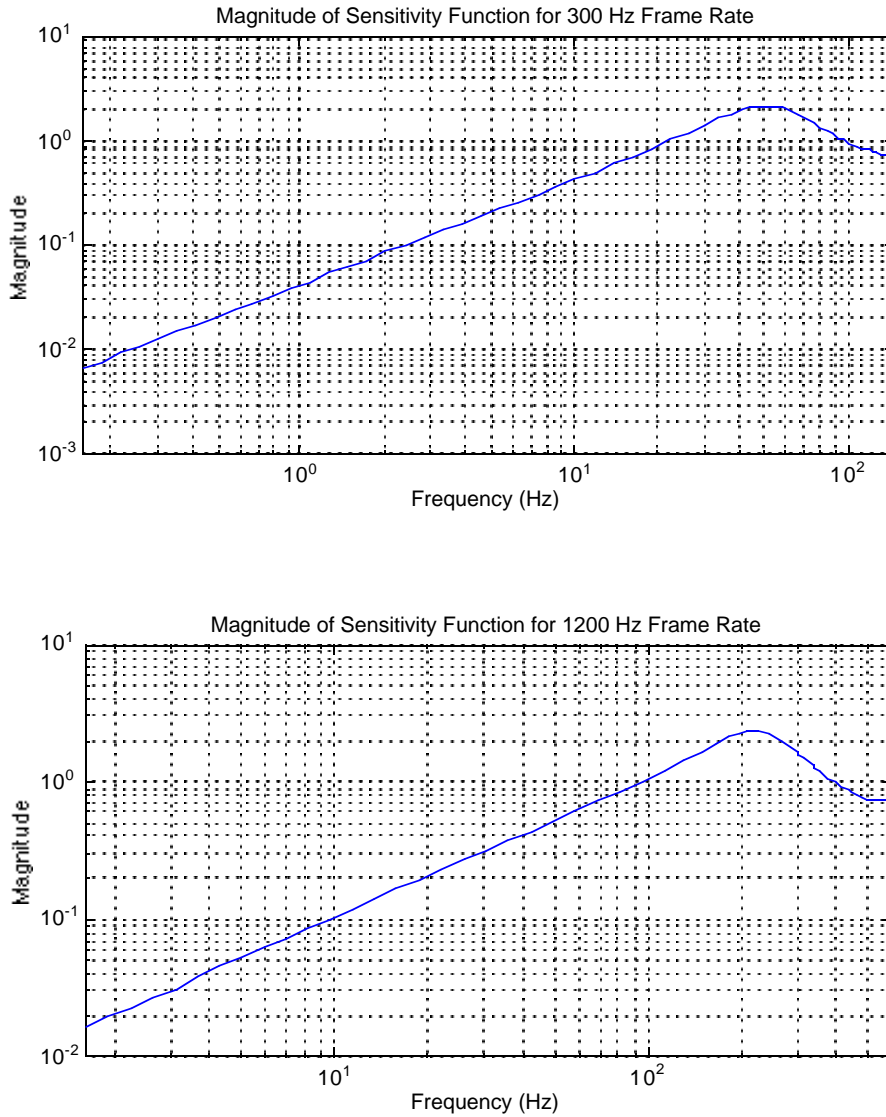 Magnitude of Sensitivity Function for 300 Hz Frame Rate
10^1
10^0
10^-1
10^-2
10^-3
Magnitude
10^0 10^1 10^2
Frequency (Hz)
Magnitude of Sensitivity Function for 1200 Hz Frame Rate
10^1
10^0
10^-1
10^-2
Magnitude
10^1 10^2
Frequency (Hz)